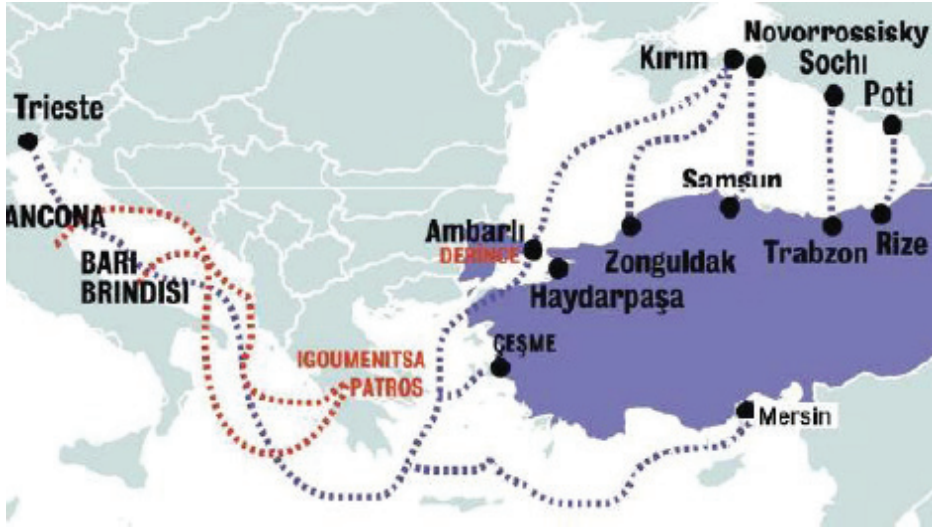 Novorrossisky
Kırım
Sochı
Poti
Trieste
Samsun
ANCONA
Ambarlı
DERİNCE
BARI
BRINDISI
Zonguldak
Trabzon
Rize
Haydarpaşa
ÇEŞME
IGOUMENITSA
PATROS
Mersin